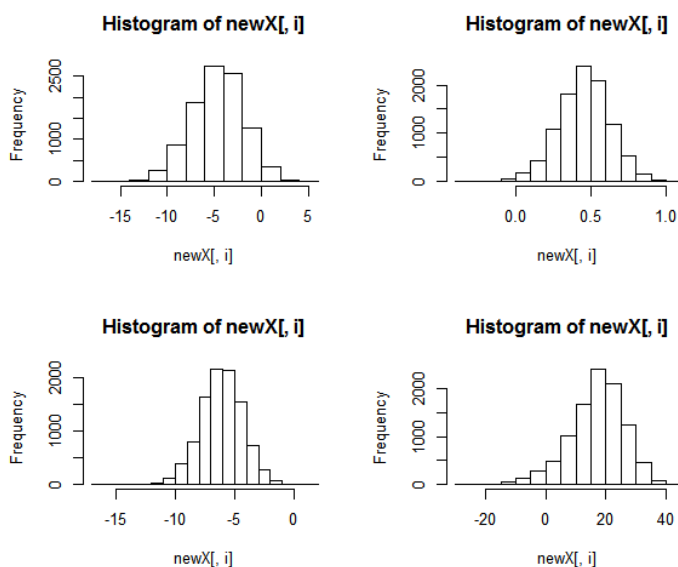 Histogram of newX[, i]
Frequency
0
1000
2500
-15 -10 -5 0 5
newX[, i]
Histogram of newX[, i]
Frequency
0
1000
2000
0.0 0.5 1.0
newX[, i]
Histogram of newX[, i]
Frequency
0
1000
2000
-15 -10 -5 0
newX[, i]
Histogram of newX[, i]
Frequency
0
1000
2000
-20 0 20 40
newX[, i]